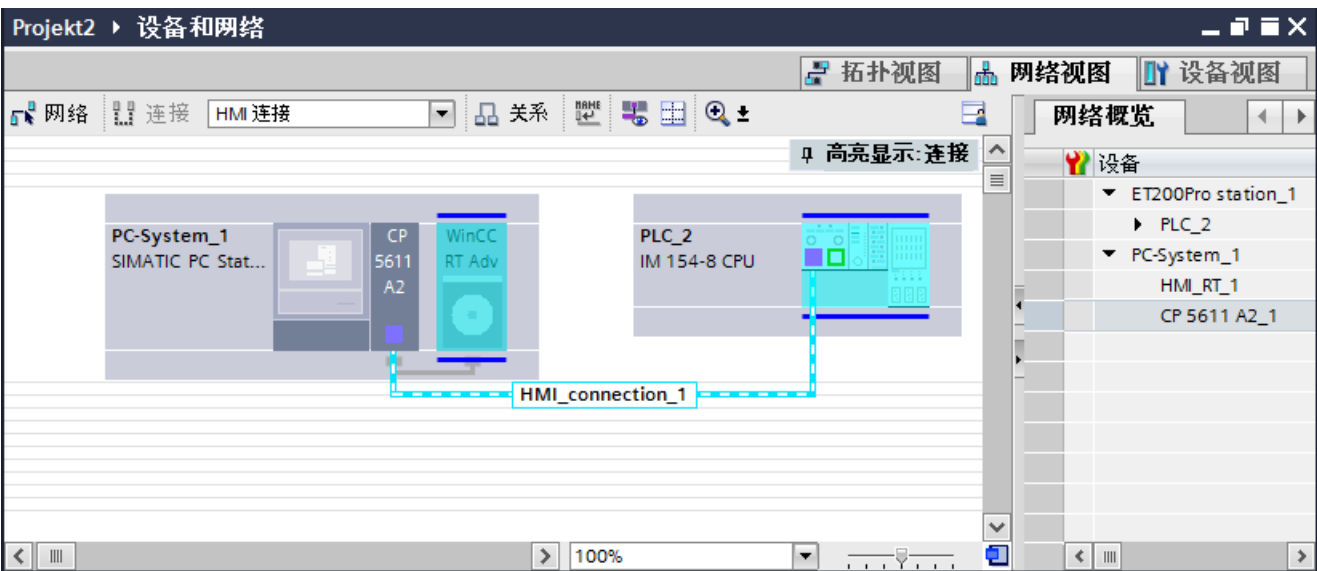 Projekt2 ▸ 设备和网络
拓扑视图 网络视图 设备视图
网络 连接 HMI 连接 关系 NAME
网络概览
高亮显示:连接
设备
ET200Pro station_1
PLC_2
PC-System_1
HMI_RT_1
CP 5611 A2_1
PC-System_1
SIMATIC PC Stat...
CP
5611
A2
WinCC
RT Adv
PLC_2
IM 154-8 CPU
HMI_connection_1
100%